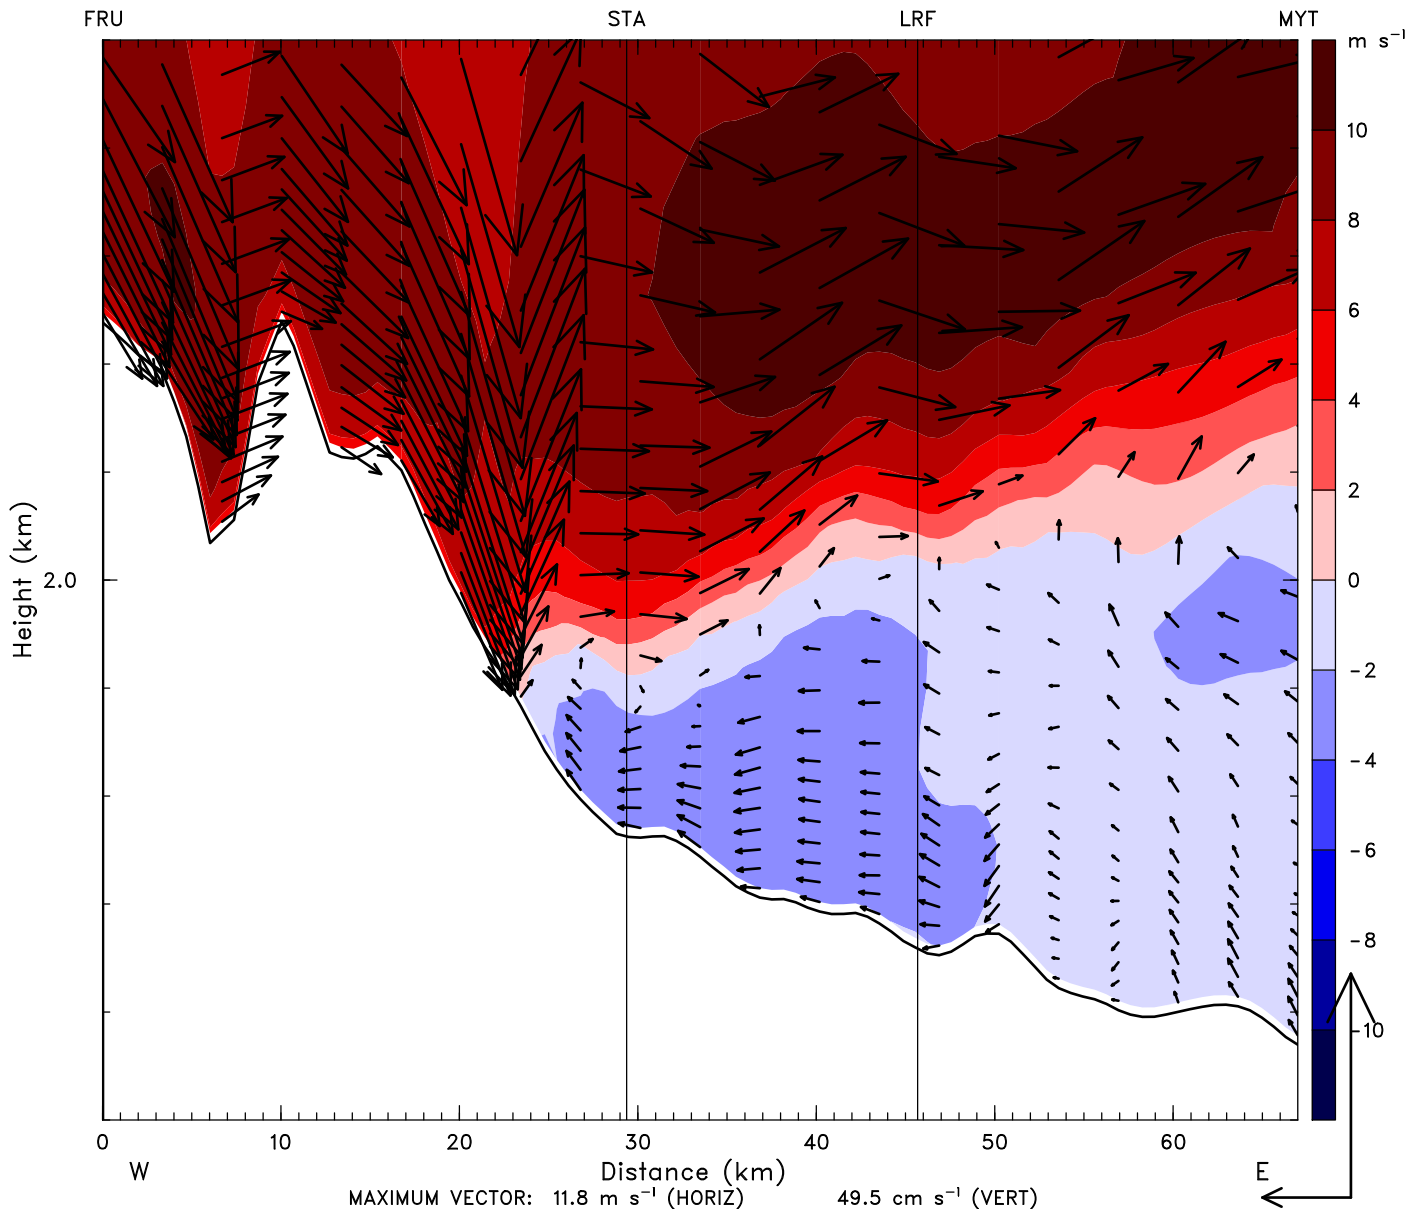 FRU STA LRF MYT
m s⁻¹
10
8
6
4
2
0
-2
-4
-6
-8
-10
Height (km)
2.0
0 10 20 30 40 50 60
W Distance (km) E
MAXIMUM VECTOR: 11.8 m s⁻¹ (HORIZ) 49.5 cm s⁻¹ (VERT)